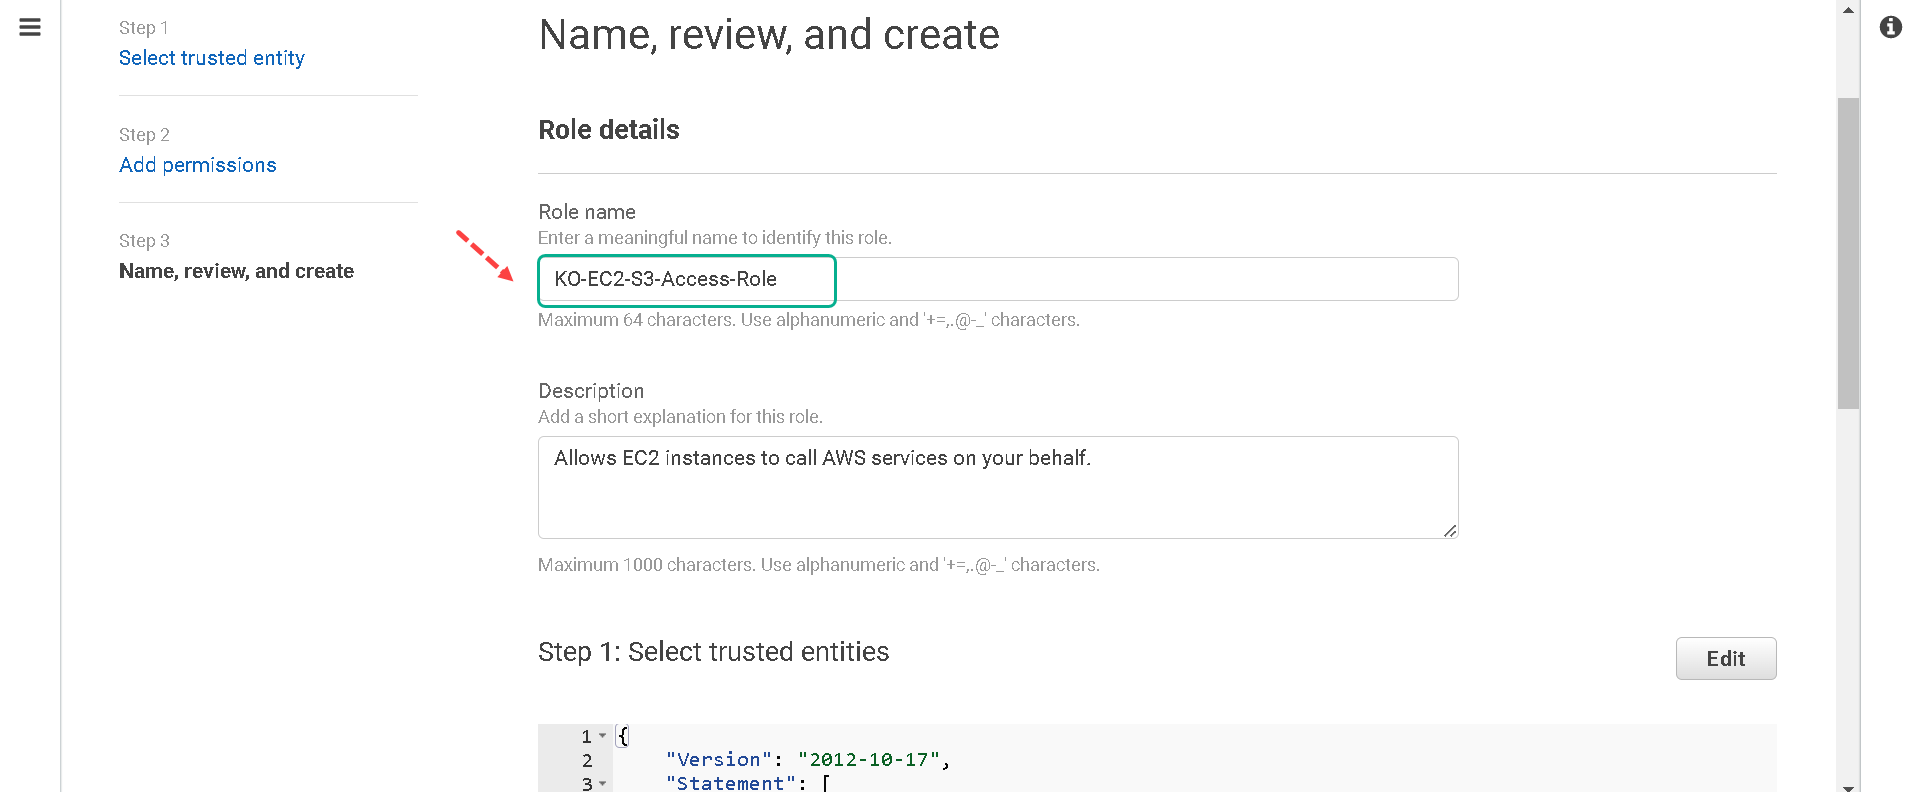 Step 1
Select trusted entity
Step 2
Add permissions
Step 3
Name, review, and create
Name, review, and create
Role details
Role name
Enter a meaningful name to identify this role.
KO-EC2-S3-Access-Role
Maximum 64 characters. Use alphanumeric and '+=,.@-_' characters.
Description
Add a short explanation for this role.
Allows EC2 instances to call AWS services on your behalf.
Maximum 1000 characters. Use alphanumeric and '+=,.@-_' characters.
Step 1: Select trusted entities
Edit
1 {
2 "Version": "2012-10-17",
3 "Statement": [